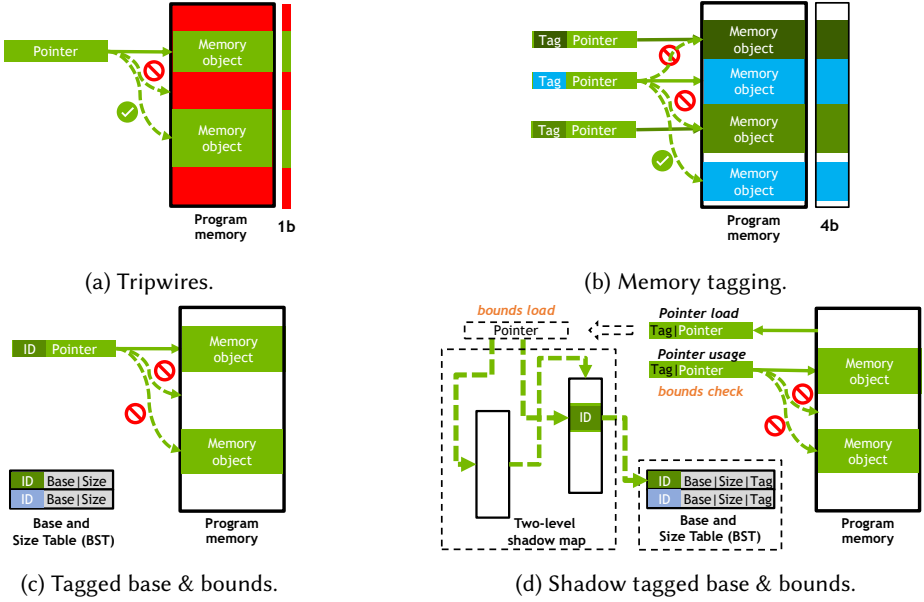 Pointer
Memory
object
Memory
object
Program
memory
1b
(a) Tripwires.
Tag Pointer
Tag Pointer
Tag Pointer
Memory
object
Memory
object
Memory
object
Memory
object
Program
memory
4b
(b) Memory tagging.
ID Pointer
Memory
object
Memory
object
ID Base|Size
ID Base|Size
Base and
Size Table (BST)
Program
memory
(c) Tagged base & bounds.
bounds load
Pointer
Pointer load
Tag|Pointer
Pointer usage
Tag|Pointer
bounds check
Memory
object
Memory
object
ID
Two-level
shadow map
ID Base|Size|Tag
ID Base|Size|Tag
Base and
Size Table (BST)
Program
memory
(d) Shadow tagged base & bounds.